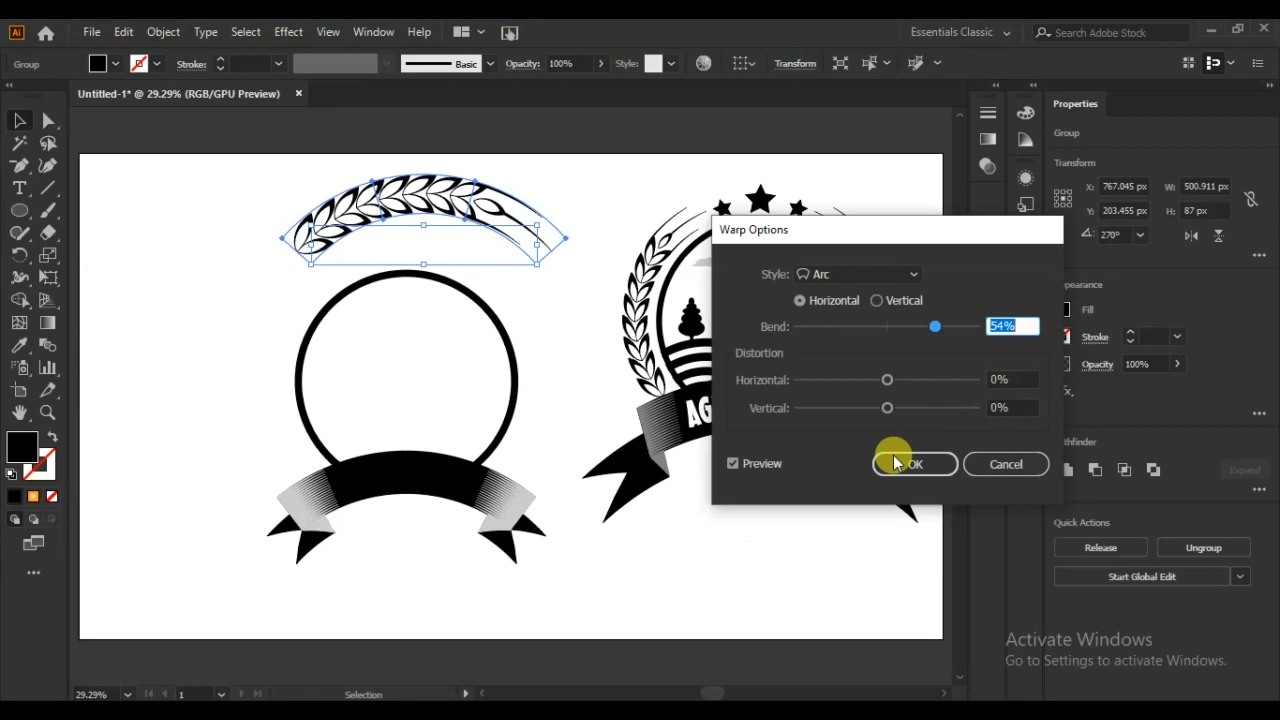 Ai File Edit Object Type Select Effect View Window Help Essentials Classic Search Adobe Stock
Group Stroke: Basic Opacity: 100% Style: Transform
Untitled-1* @ 29.29% (RGB/GPU Preview) ×
Properties
Group
Transform
X: 767.045 px W: 500.911 px
Y: 203.455 px H: 87 px
270°
Warp Options
Style: Arc
Horizontal Vertical
Bend: 54%
Distortion
Horizontal: 0%
Vertical: 0%
Preview OK Cancel
Fill
Stroke
Opacity 100%
Expand
Quick Actions
Release Ungroup
Start Global Edit
AG
Activate Windows
Go to Settings to activate Windows.
29.29% 1 Selection